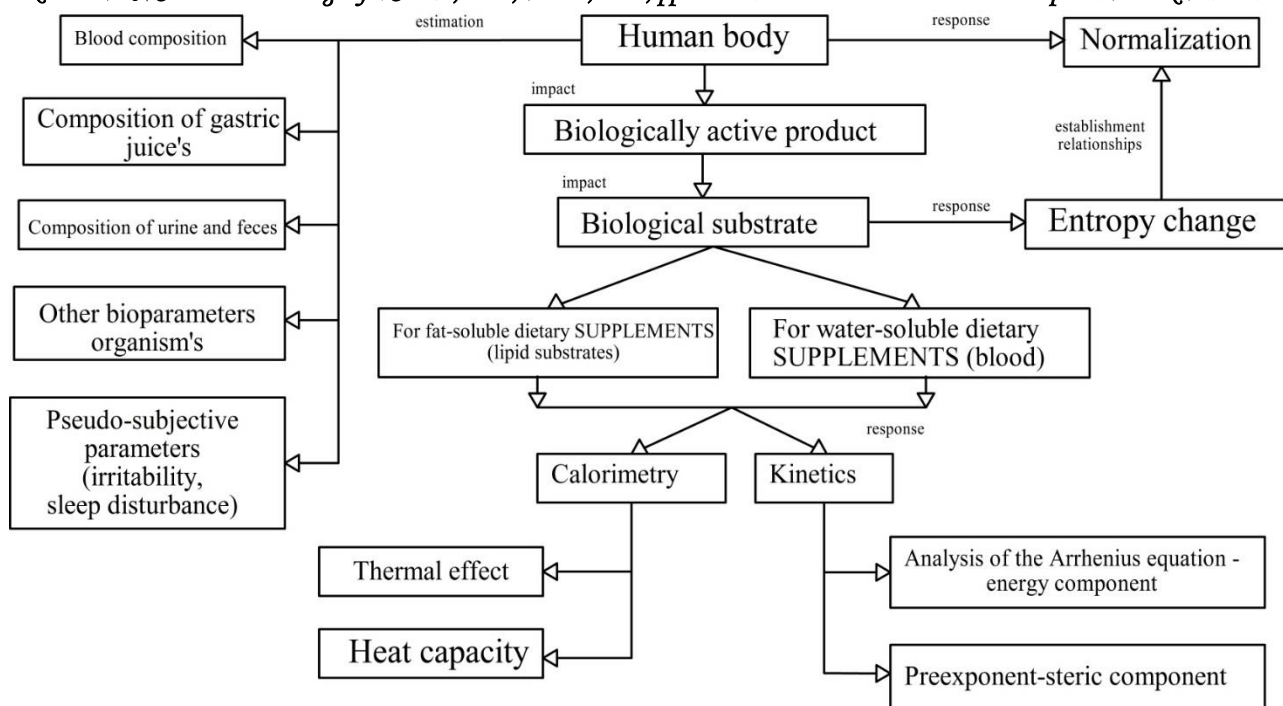 estimation
response
Blood composition
Human body
Normalization
impact
Composition of gastric
juice's
Biologically active product
establishment
relationships
impact
Composition of urine and feces
Biological substrate
response
Entropy change
Other bioparameters
organism's
For fat-soluble dietary SUPPLEMENTS
(lipid substrates)
For water-soluble dietary
SUPPLEMENTS (blood)
Pseudo-subjective
parameters
(irritability,
sleep disturbance)
response
Calorimetry
Kinetics
Thermal effect
Analysis of the Arrhenius equation -
energy component
Heat capacity
Preexponent-steric component